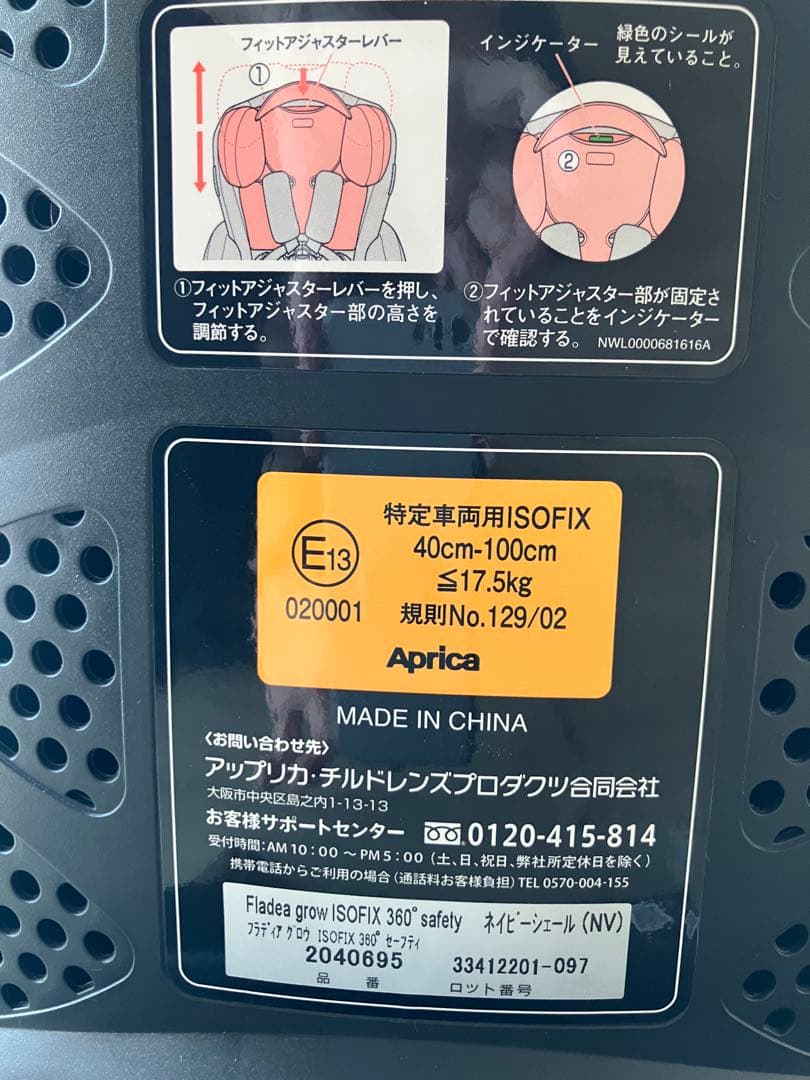 フィットアジャスターレバー
①
インジケーター
緑色のシールが
見えていること。
②
①フィットアジャスターレバーを押し、
フィットアジャスター部の高さを
調節する。
②フィットアジャスター部が固定さ
れていることをインジケーター
で確認する。 NWL0000681616A
特定車両用ISOFIX
40cm-100cm
≦17.5kg
規則No.129/02
E13
020001
Aprica
MADE IN CHINA
〈お問い合わせ先〉
アップリカ・チルドレンズプロダクツ合同会社
大阪市中央区島之内1-13-13
お客様サポートセンター 0120-415-814
受付時間:AM 10:00 ～ PM 5:00 (土、日、祝日、弊社所定休日を除く)
携帯電話からご利用の場合(通話料お客様負担) TEL 0570-004-155
Fladea grow ISOFIX 360° safety ネイビーシェール (NV)
フラディア グロウ ISOFIX 360° セーフティ
2040695 33412201-097
品 番 ロット番号